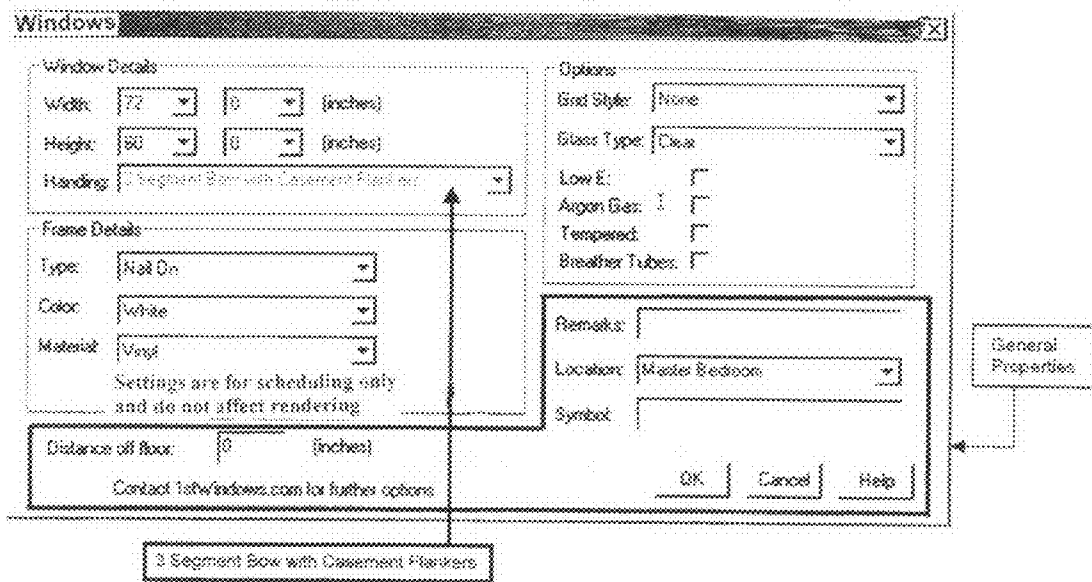 Windows
Window Details
Width: 72 0 (inches)
Height: 60 0 (inches)
Handing: 3 Segment Bow with Casement Flankers
Frame Details
Type: Nail On
Color: White
Material: Vinyl
Settings are for scheduling only
and do not affect rendering
Distance off floor: 0 (inches)
Contact 1stwindows.com for further options
Options
Grid Style: None
Glass Type: Clear
Low E:
Argon Gas:
Tempered:
Breather Tubes:
Remarks:
Location: Master Bedroom
Symbol:
OK Cancel Help
General
Properties
3 Segment Bow with Casement Flankers